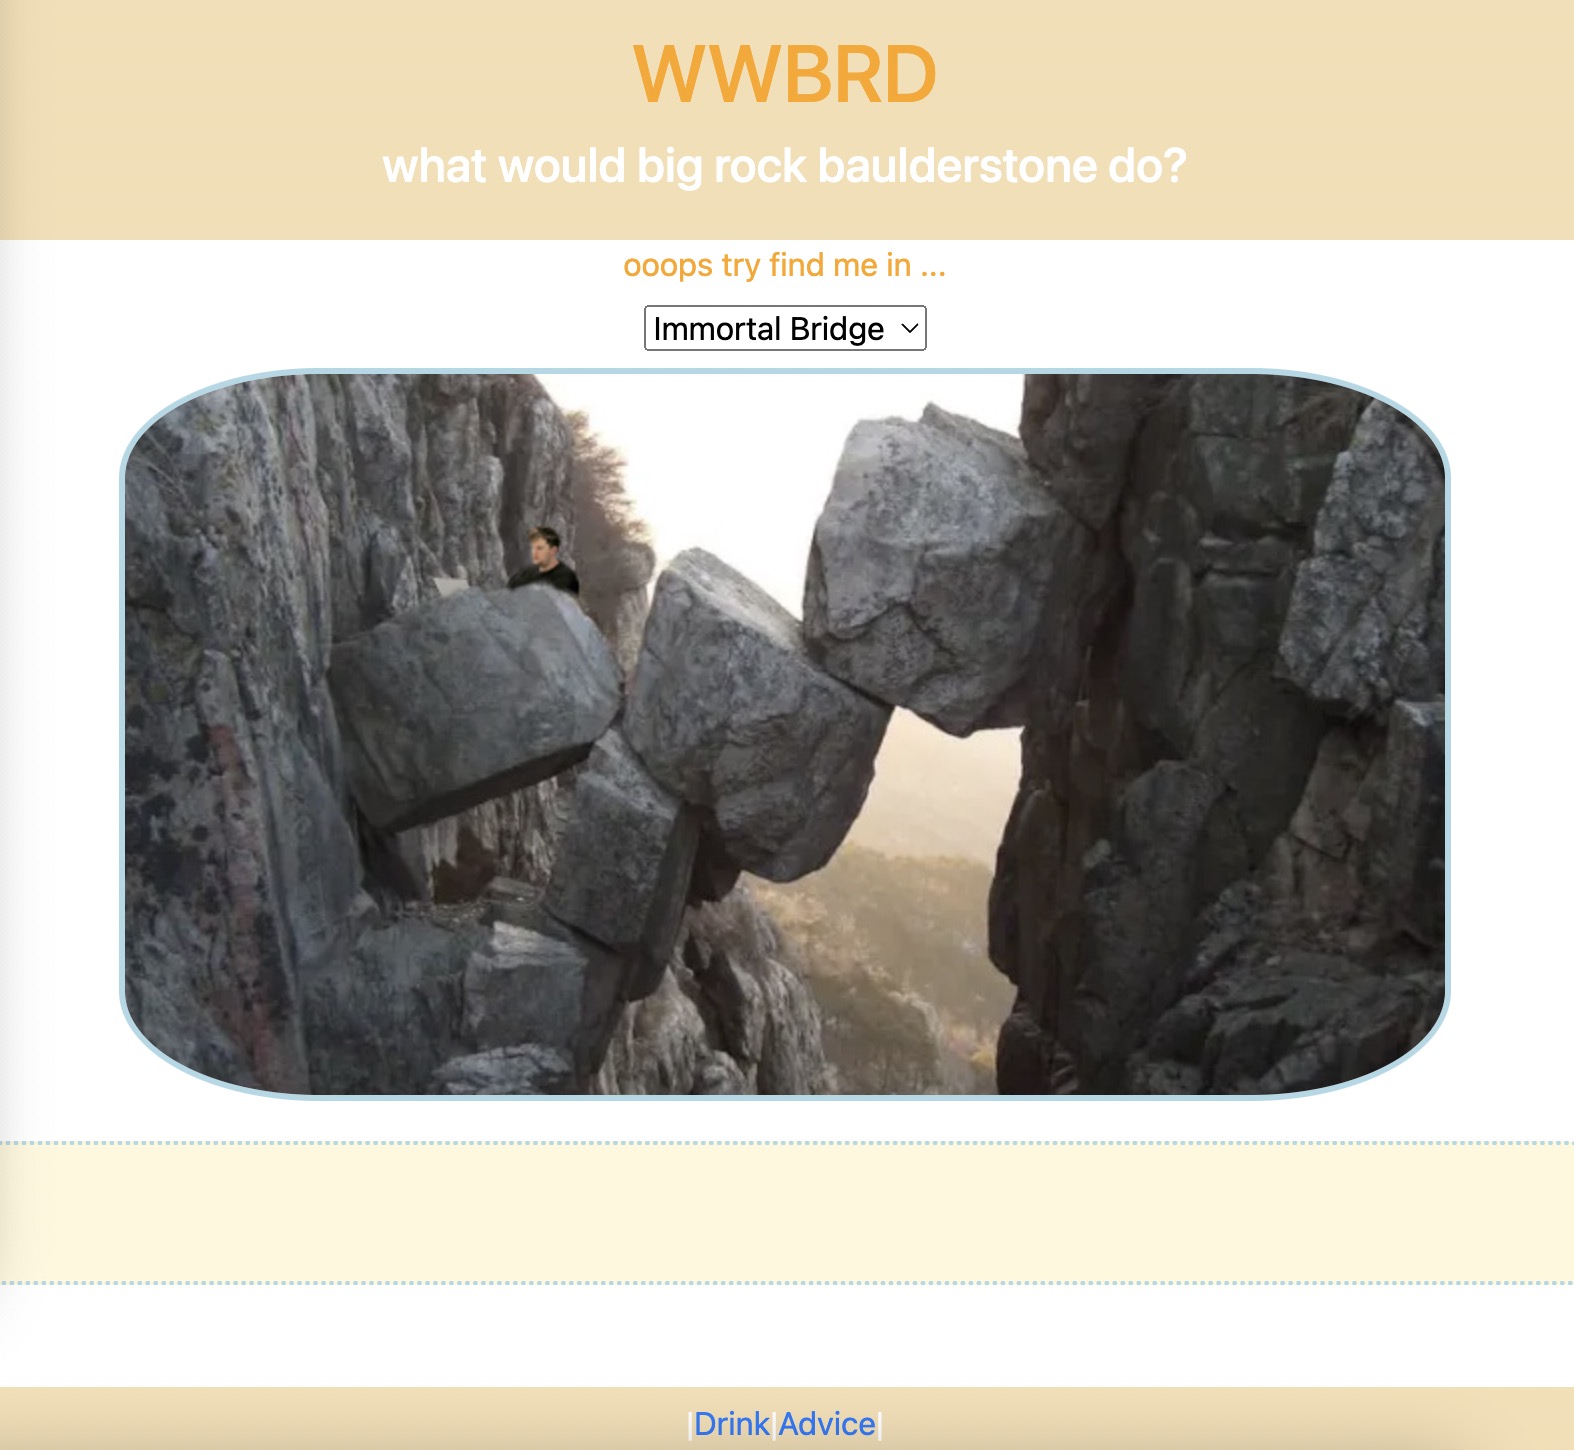 WWBRD
what would big rock baulderstone do?
ooops try find me in ...
Immortal Bridge
|Drink|Advice|